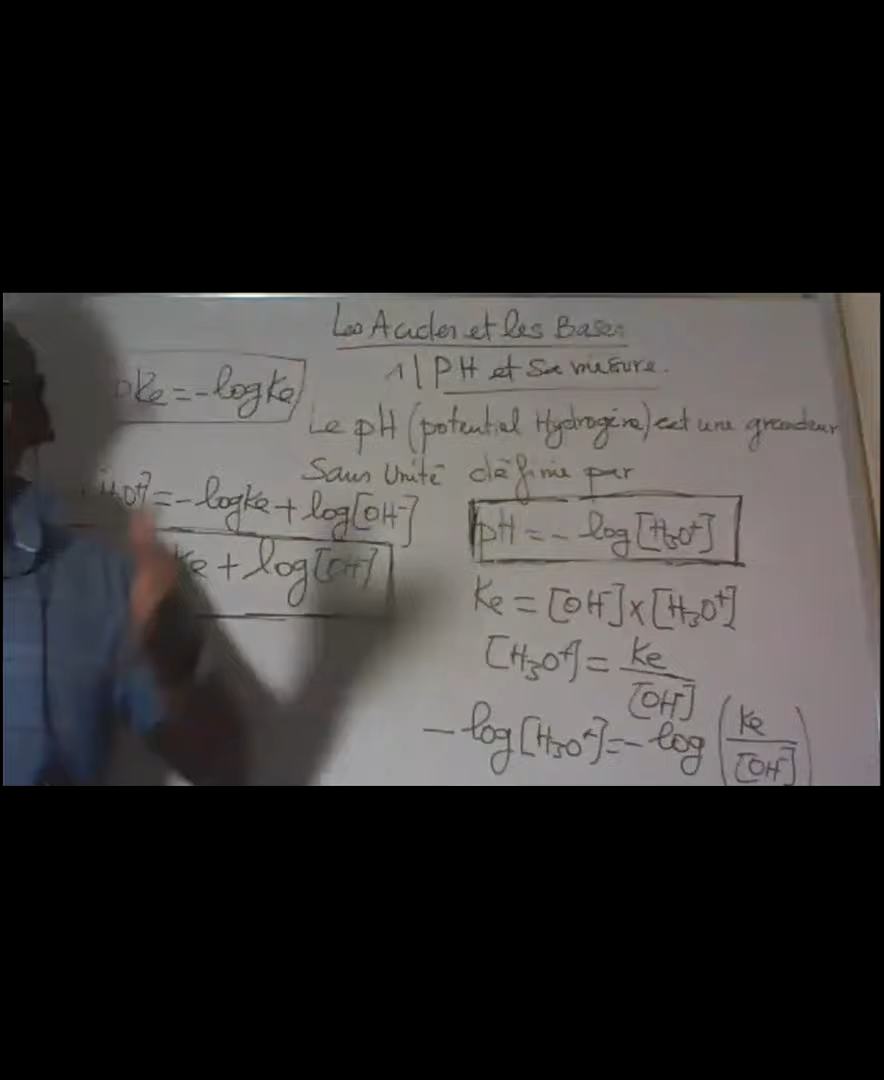 Les Acides et les Bases
1) PH et sa mesure.
Le pH (potentiel Hydrogène) est une grandeur
Sans Unité définie par
pH = - log[H₃O⁺]
Ke = [OH⁻] x [H₃O⁺]
[H₃O⁺] = Ke / [OH⁻]
- log[H₃O⁺] = - log (Ke / [OH⁻])
Ke = - log Ke
= - log Ke + log[OH⁻]
Ke + log[OH⁻]